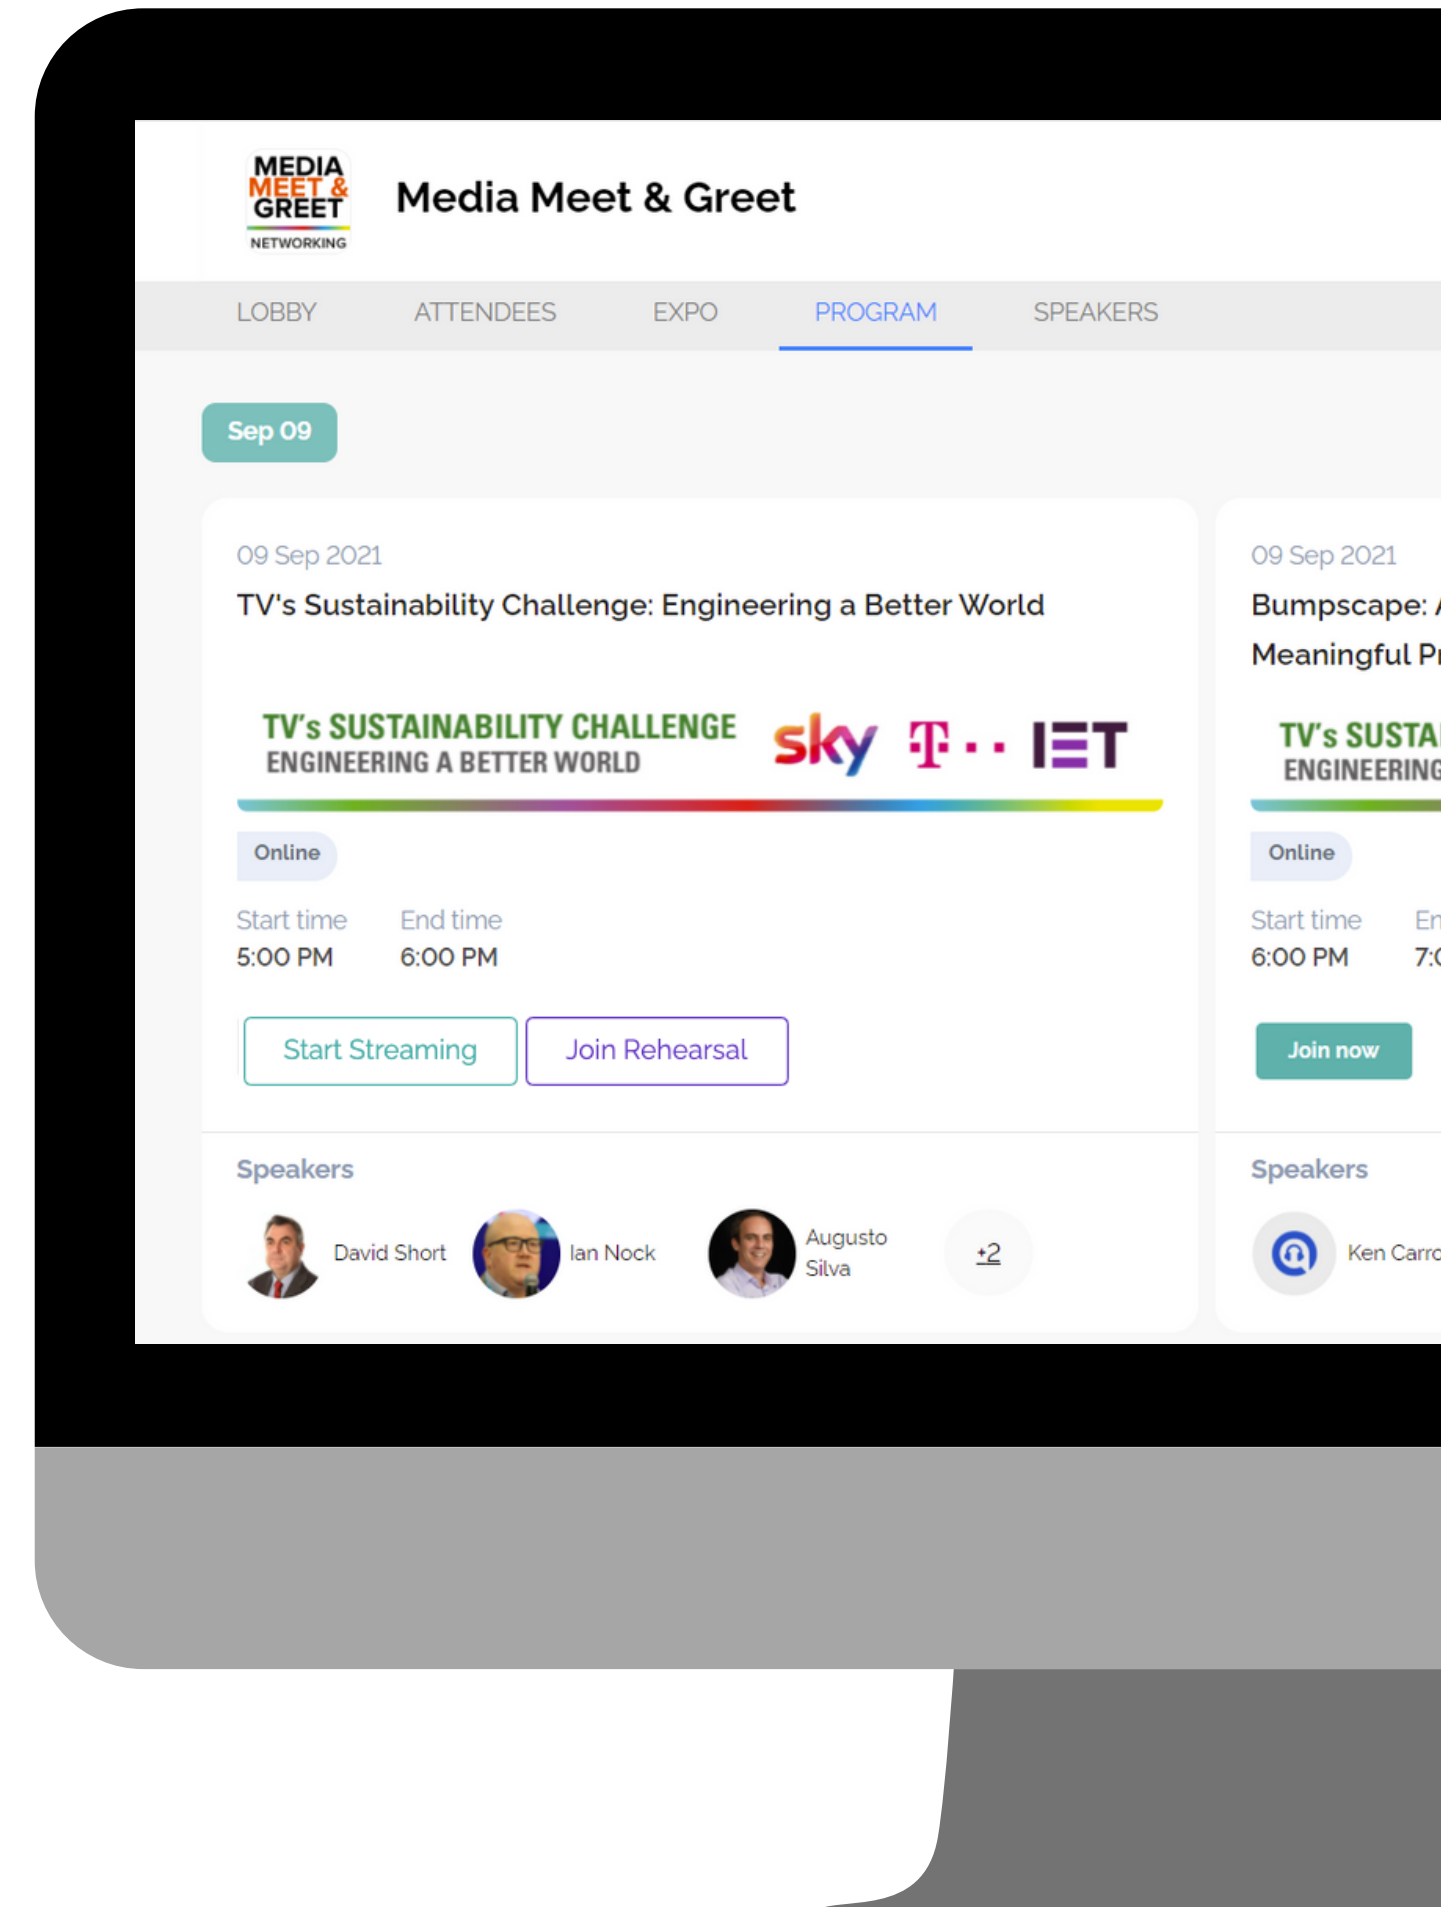 MEDIA
MEET &
GREET
NETWORKING
Media Meet & Greet
LOBBY ATTENDEES EXPO PROGRAM SPEAKERS
Sep 09
09 Sep 2021
TV's Sustainability Challenge: Engineering a Better World
TV's SUSTAINABILITY CHALLENGE
ENGINEERING A BETTER WORLD
sky T·· IET
Online
Start time End time
5:00 PM 6:00 PM
Start Streaming Join Rehearsal
Speakers
David Short Ian Nock Augusto
Silva
+2
09 Sep 2021
Bumpscape:
Meaningful
TV's
ENGINEERING
Online
Start time
6:00 PM
Join now
Speakers
Ken